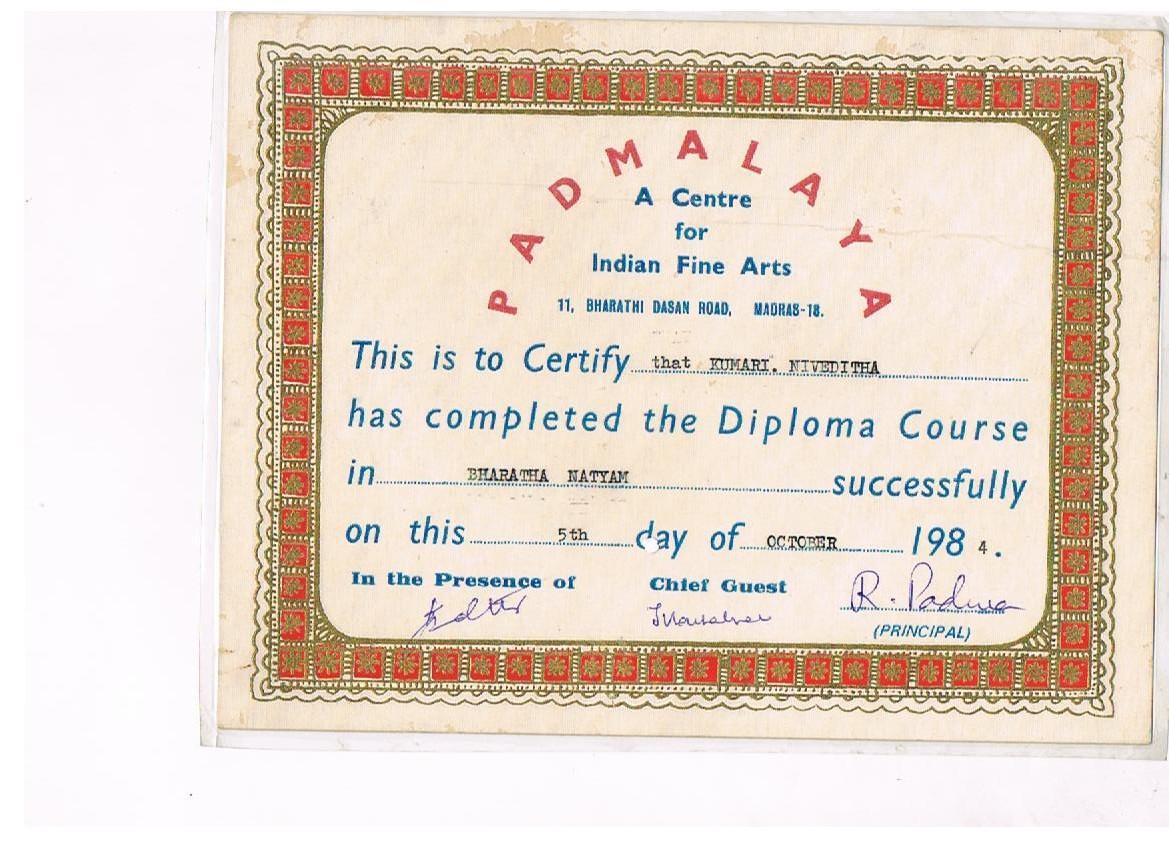 PADMALAYA
A Centre
for
Indian Fine Arts
11, BHARATHI DASAN ROAD, MADRAS-18.
This is to Certify that KUMARI. NIVEDITHA
has completed the Diploma Course
in BHARATHA NATYAM successfully
on this 5th day of OCTOBER 1984.
In the Presence of Chief Guest R. Padma
(PRINCIPAL)